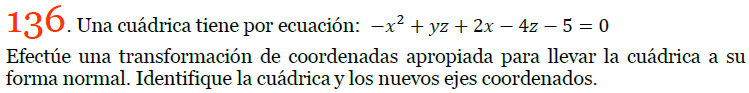 136. Una cuádrica tiene por ecuación: −x² + yz + 2x − 4z − 5 = 0
Efectúe una transformación de coordenadas apropiada para llevar la cuádrica a su
forma normal. Identifique la cuádrica y los nuevos ejes coordenados.